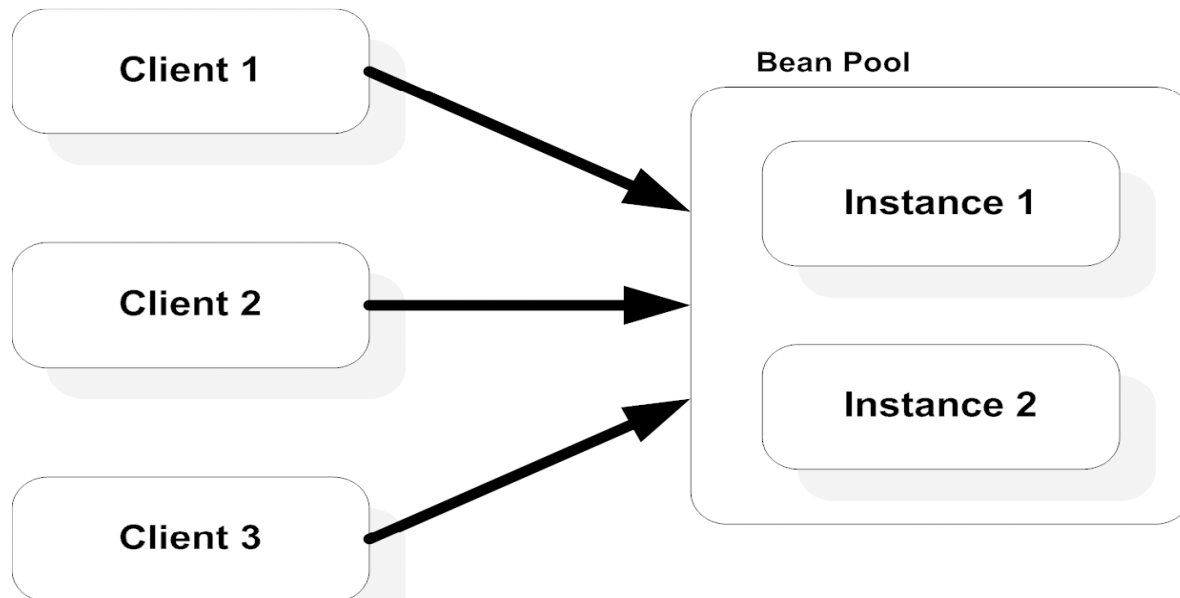 Client 1
Bean Pool
Instance 1
Client 2
Instance 2
Client 3